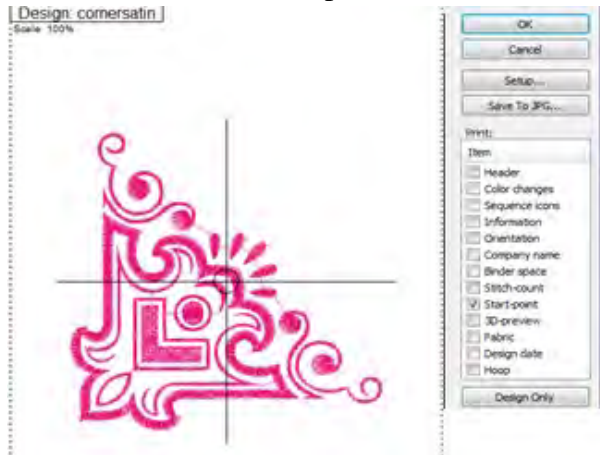 Design: cornersatin
Scale 100%
OK
Cancel
Setup...
Save To JPG...
Print:
Item
Header
Color changes
Sequence icons
Information
Orientation
Company name
Binder space
Stitch-count
Start-point
3D-preview
Fabric
Design date
Hoop
Design Only